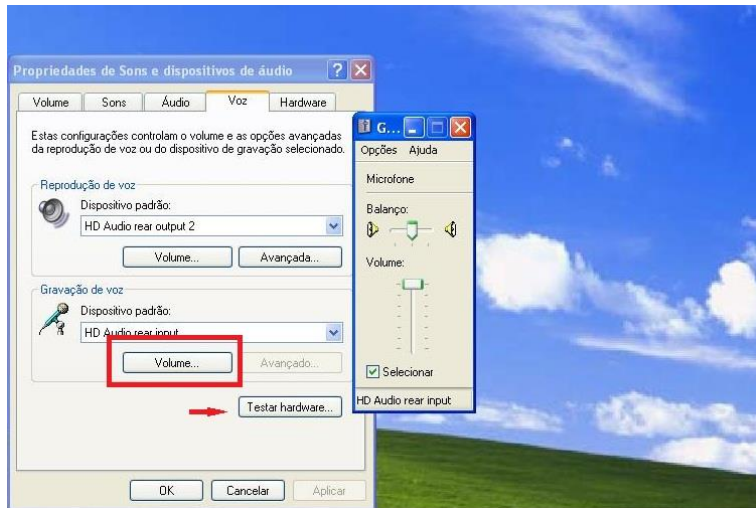 Propriedades de Sons e dispositivos de áudio
Volume Sons Áudio Voz Hardware
Estas configurações controlam o volume e as opções avançadas
da reprodução de voz ou do dispositivo de gravação selecionado.
Reprodução de voz
Dispositivo padrão:
HD Audio rear output 2
Volume... Avançada...
Gravação de voz
Dispositivo padrão:
HD Audio rear input
Volume... Avançado...
Testar hardware...
OK Cancelar Aplicar
G...
Opções Ajuda
Microfone
Balanço:
Volume:
Selecionar
HD Audio rear input